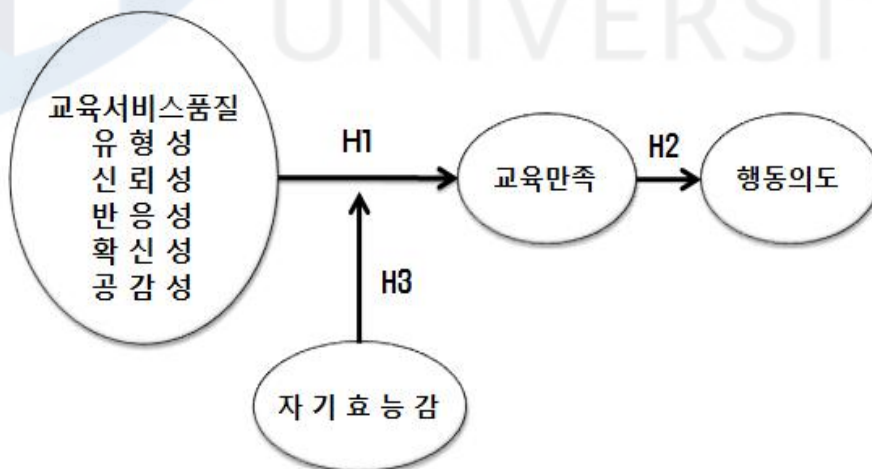 UNIVERSI
교육서비스품질
유 형 성
신 뢰 성
반 응 성
확 신 성
공 감 성
H1
교육만족
H2
행동의도
H3
자 기 효 능 감